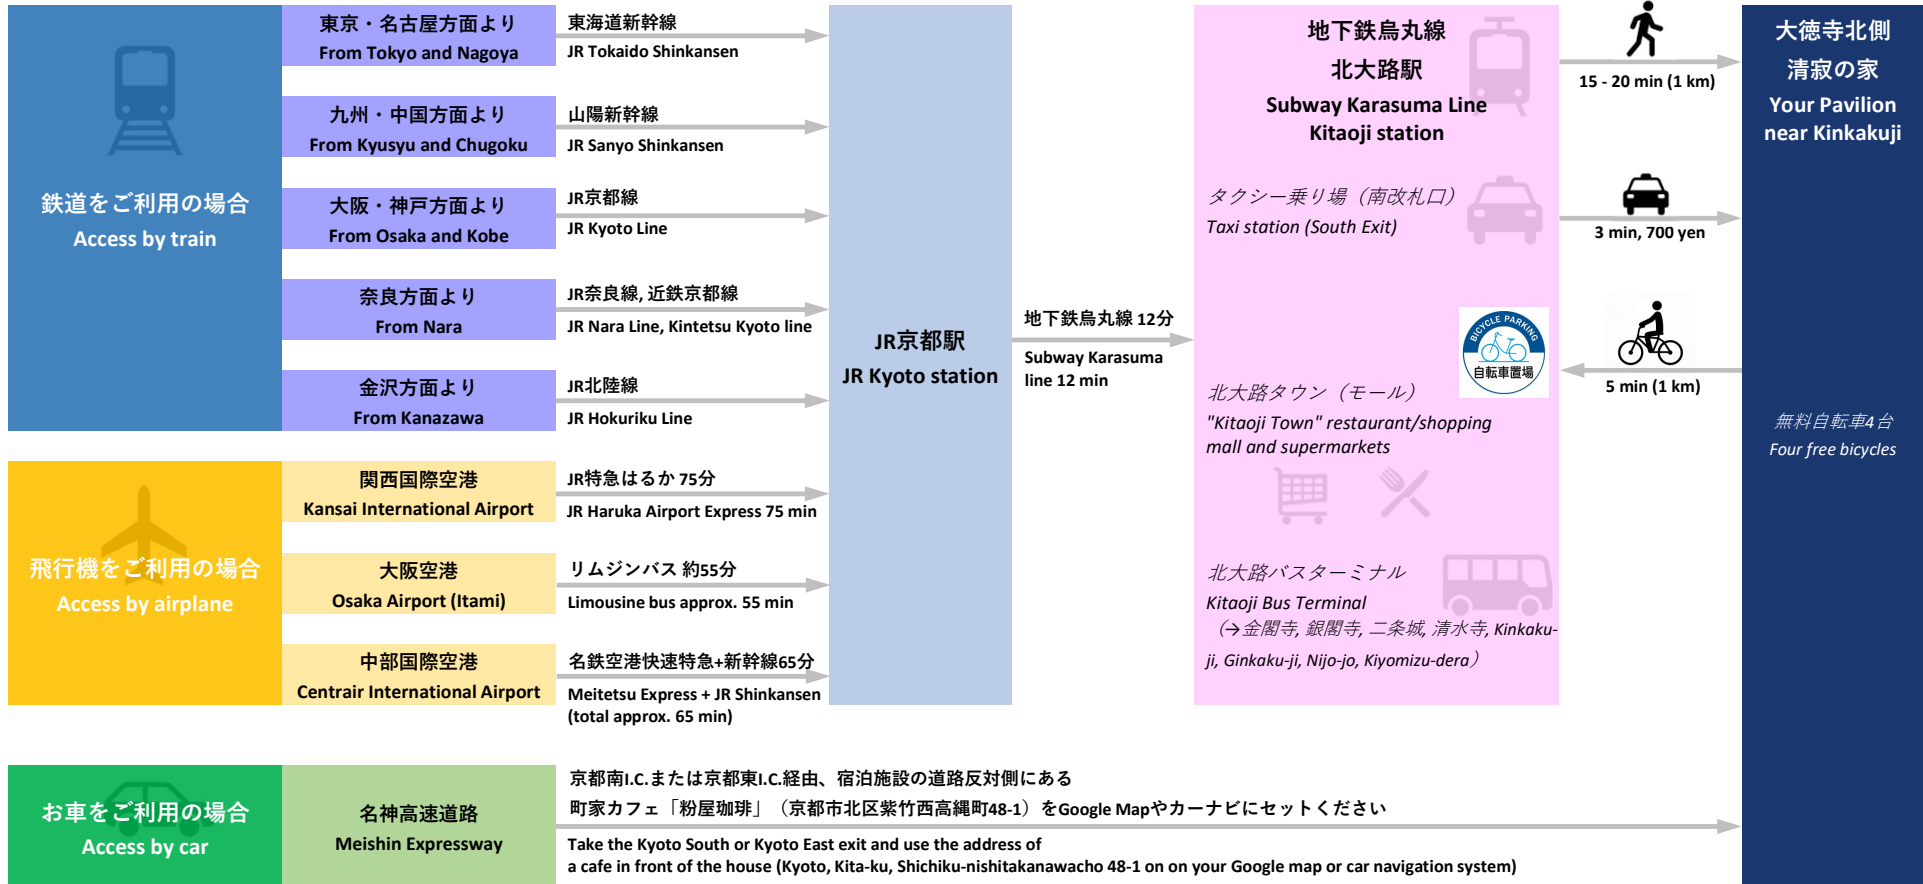 鉄道をご利用の場合
Access by train
東京・名古屋方面より
From Tokyo and Nagoya
東海道新幹線
JR Tokaido Shinkansen
九州・中国方面より
From Kyusyu and Chugoku
山陽新幹線
JR Sanyo Shinkansen
大阪・神戸方面より
From Osaka and Kobe
JR京都線
JR Kyoto Line
奈良方面より
From Nara
JR奈良線, 近鉄京都線
JR Nara Line, Kintetsu Kyoto line
金沢方面より
From Kanazawa
JR北陸線
JR Hokuriku Line
飛行機をご利用の場合
Access by airplane
関西国際空港
Kansai International Airport
JR特急はるか 75分
JR Haruka Airport Express 75 min
大阪空港
Osaka Airport (Itami)
リムジンバス 約55分
Limousine bus approx. 55 min
中部国際空港
Centrair International Airport
名鉄空港快速特急+新幹線65分
Meitetsu Express + JR Shinkansen
(total approx. 65 min)
JR京都駅
JR Kyoto station
地下鉄烏丸線 12分
Subway Karasuma
line 12 min
地下鉄烏丸線
北大路駅
Subway Karasuma Line
Kitaoji station
タクシー乗り場（南改札口）
Taxi station (South Exit)
BICYCLE PARKING
自転車置場
北大路タウン（モール）
"Kitaoji Town" restaurant/shopping
mall and supermarkets
北大路バスターミナル
Kitaoji Bus Terminal
（→金閣寺, 銀閣寺, 二条城, 清水寺, Kinkaku-
ji, Ginkaku-ji, Nijo-jo, Kiyomizu-dera）
15 - 20 min (1 km)
3 min, 700 yen
5 min (1 km)
大徳寺北側
清寂の家
Your Pavilion
near Kinkakuji
無料自転車4台
Four free bicycles
お車をご利用の場合
Access by car
名神高速道路
Meishin Expressway
京都南I.C.または京都東I.C.経由、宿泊施設の道路反対側にある
町家カフェ「粉屋珈琲」（京都市北区紫竹西高縄町48-1）をGoogle Mapやカーナビにセットください
Take the Kyoto South or Kyoto East exit and use the address of
a cafe in front of the house (Kyoto, Kita-ku, Shichiku-nishitakanawacho 48-1 on on your Google map or car navigation system)